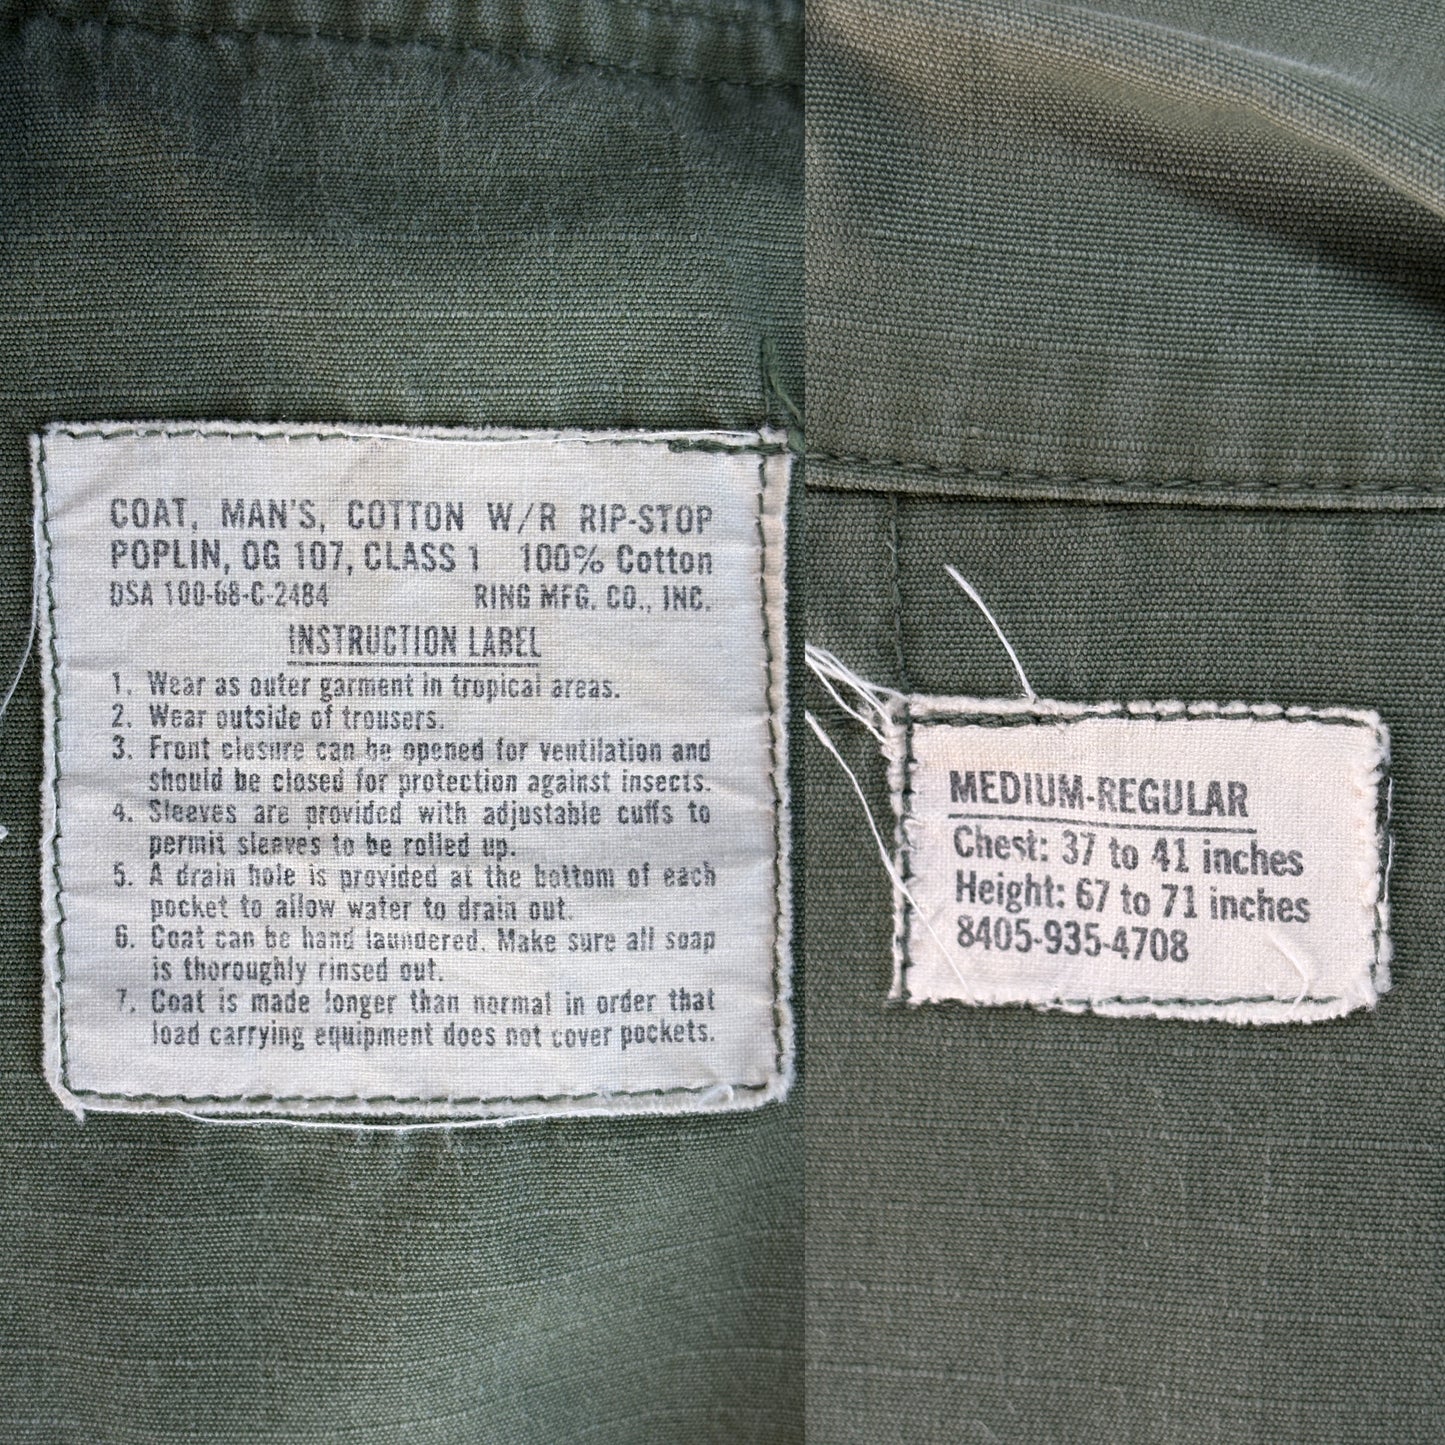 COAT, MAN'S, COTTON W/R RIP-STOP
POPLIN, OG 107, CLASS 1 100% Cotton
DSA 100-68-C-2484 RING MFG. CO., INC.
INSTRUCTION LABEL
1. Wear as outer garment in tropical areas.
2. Wear outside of trousers.
3. Front closure can be opened for ventilation and
should be closed for protection against insects.
4. Sleeves are provided with adjustable cuffs to
permit sleeves to be rolled up.
5. A drain hole is provided at the bottom of each
pocket to allow water to drain out.
6. Coat can be hand laundered. Make sure all soap
is thoroughly rinsed out.
7. Coat is made longer than normal in order that
load carrying equipment does not cover pockets.
MEDIUM-REGULAR
Chest: 37 to 41 inches
Height: 67 to 71 inches
8405-935-4708